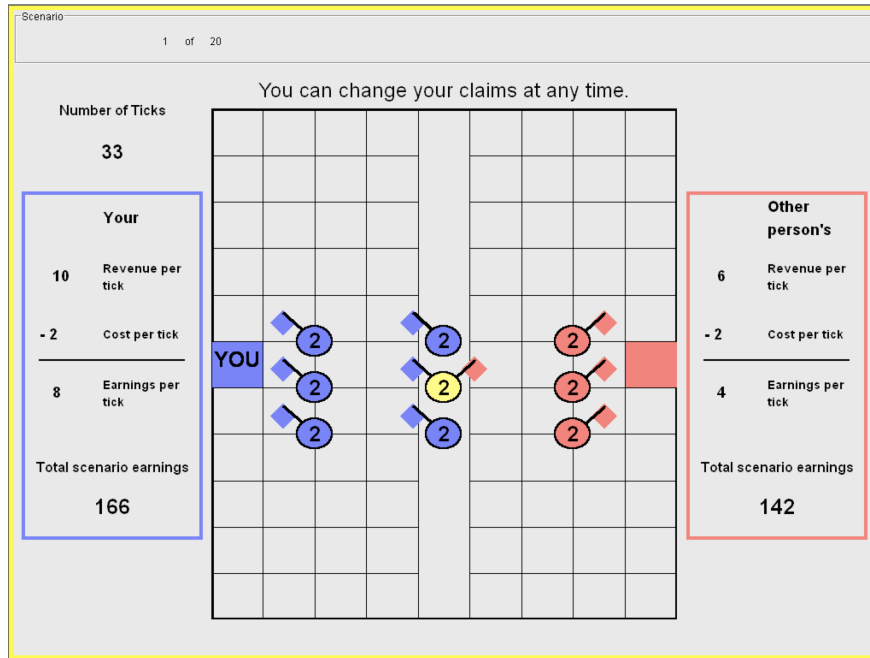 Scenario
1 of 20
You can change your claims at any time.
Number of Ticks
33
Your
10 Revenue per
tick
- 2 Cost per tick
8 Earnings per
tick
Total scenario earnings
166
YOU
2 2 2
2 2 2
2 2 2
Other
person's
6 Revenue per
tick
- 2 Cost per tick
4 Earnings per
tick
Total scenario earnings
142